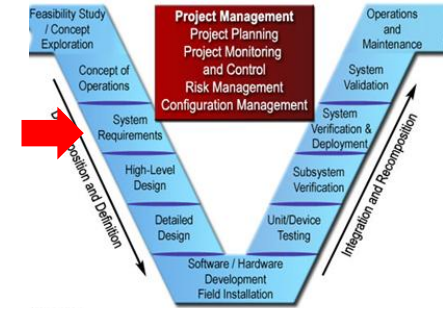 Feasibility Study
/ Concept
Exploration
Concept of
Operations
System
Requirements
High-Level
Design
Detailed
Design
Software / Hardware
Development
Field Installation
Project Management
Project Planning
Project Monitoring
and Control
Risk Management
Configuration Management
Operations
and
Maintenance
System
Validation
System
Verification &
Deployment
Subsystem
Verification
Unit/Device
Testing
Integration and Recomposition
position and Definition